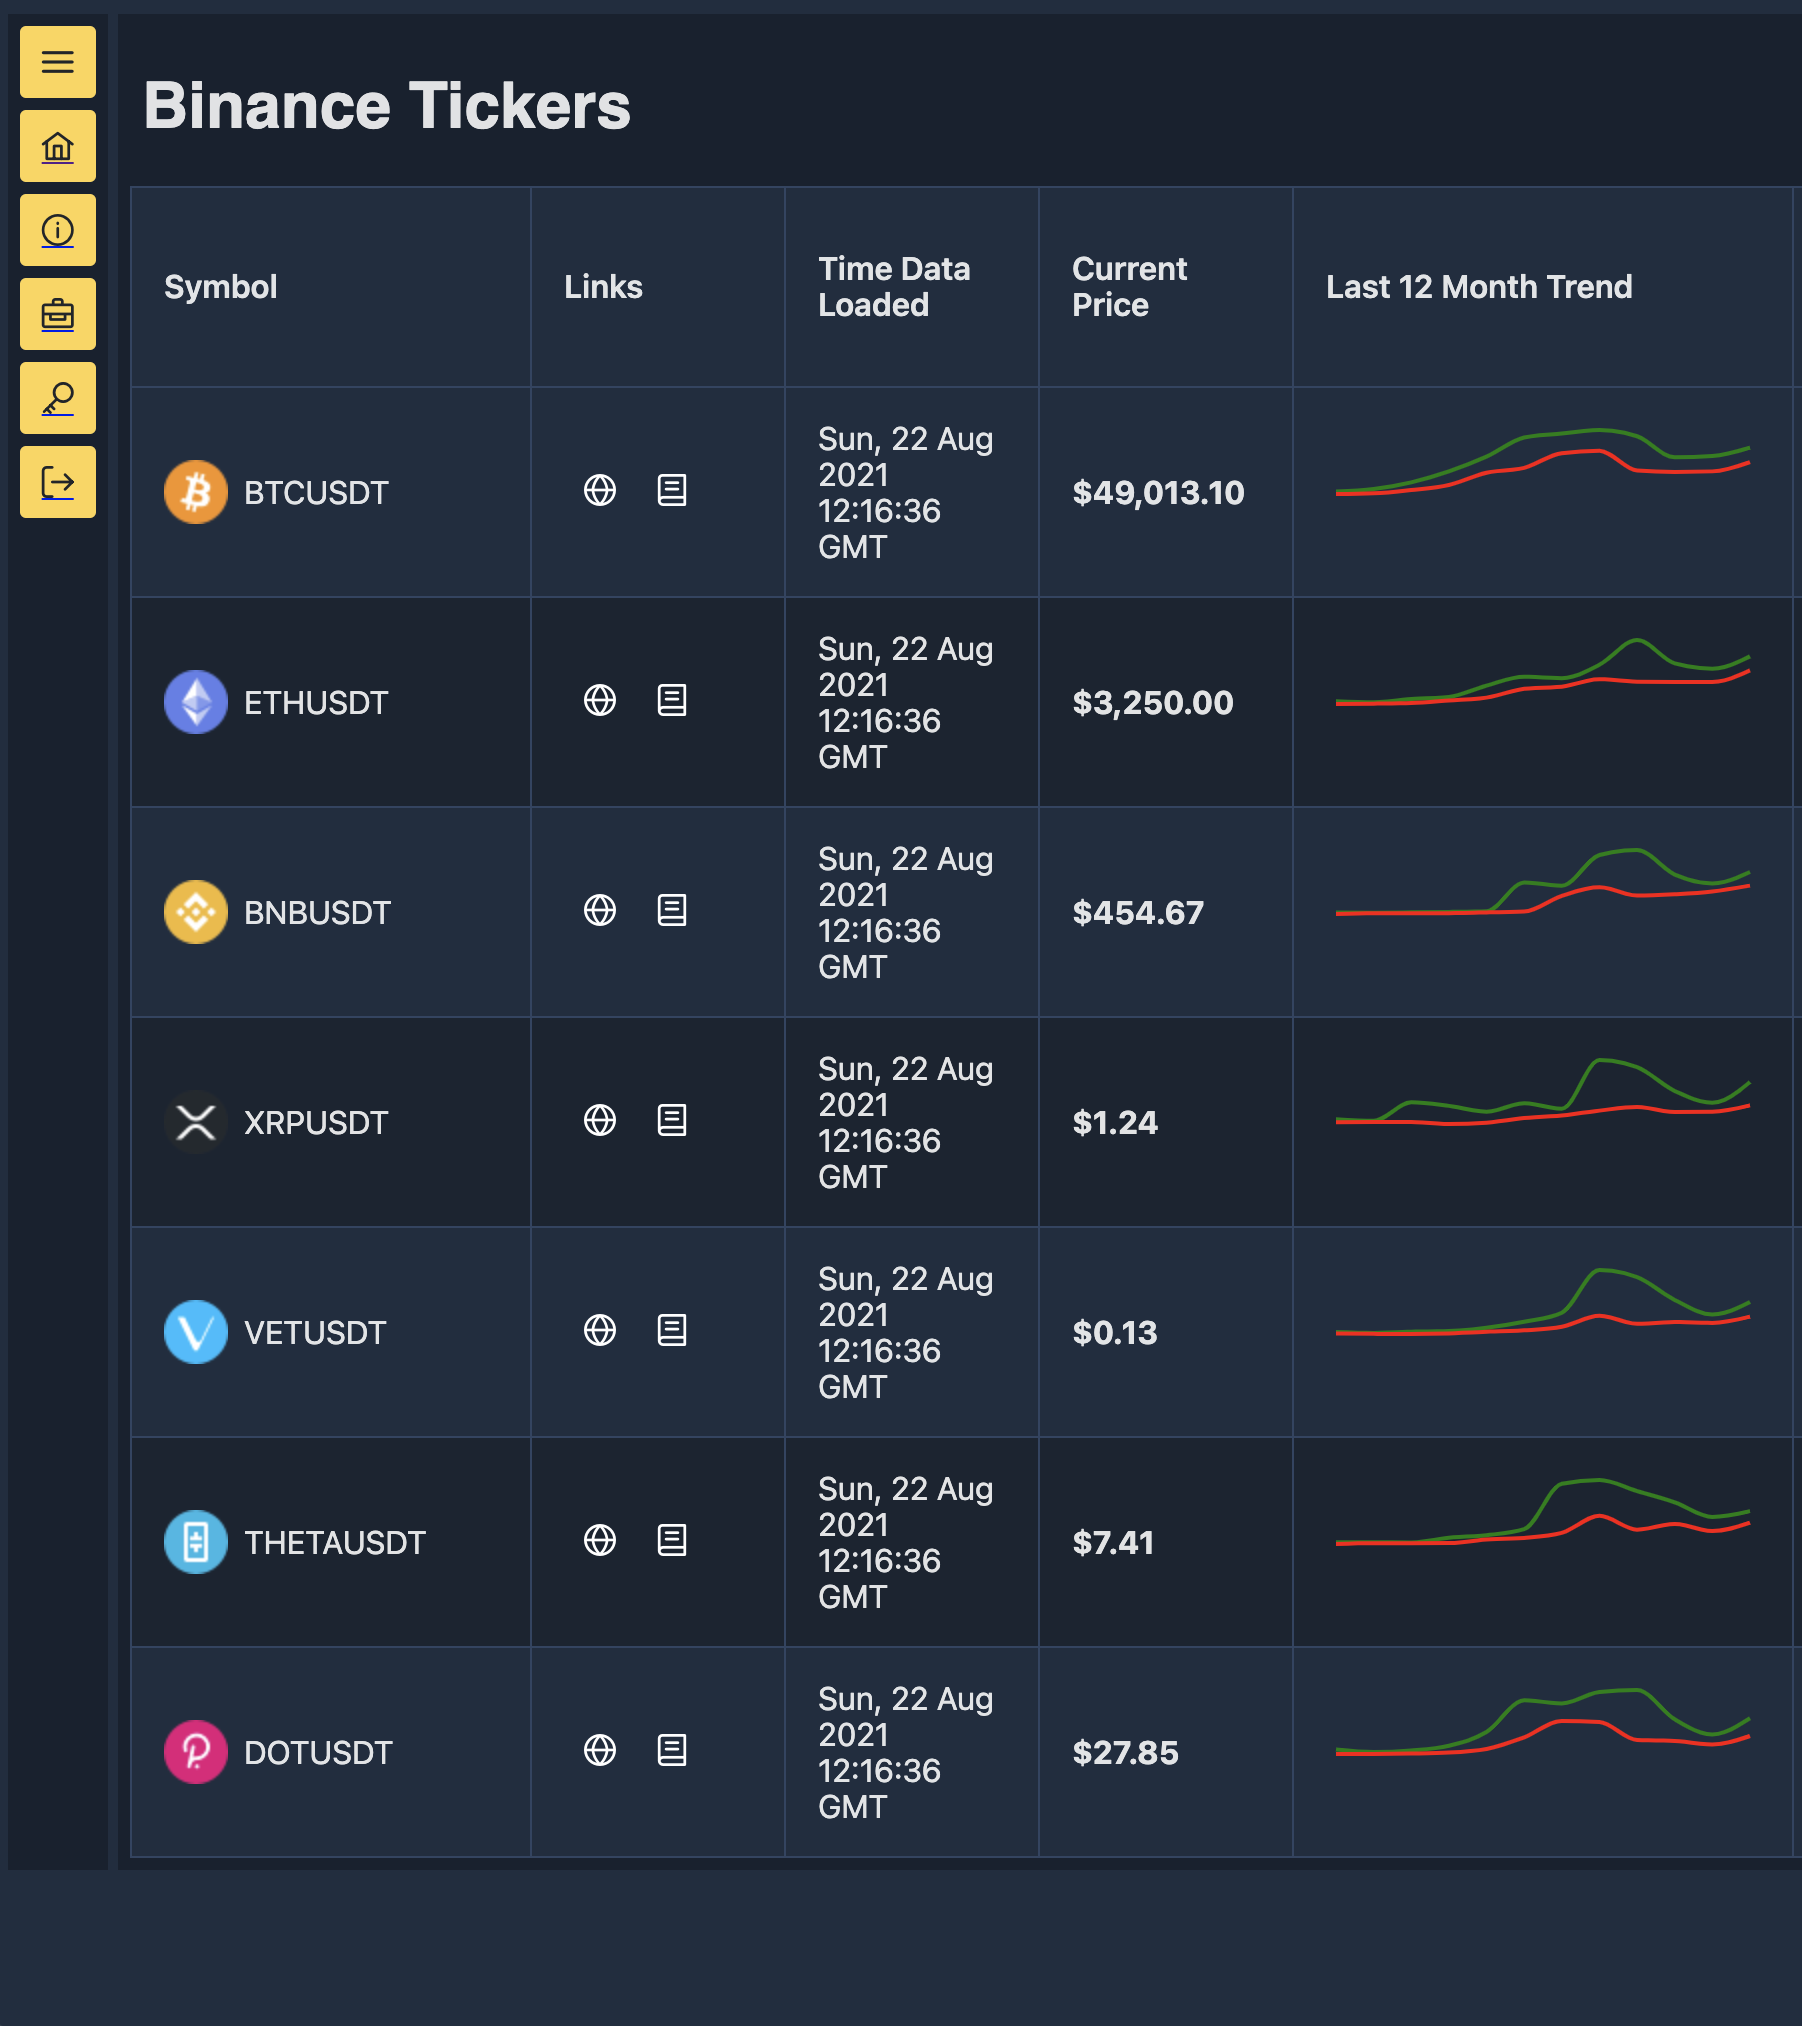 Binance Tickers
Symbol
Links
Time Data
Loaded
Current
Price
Last 12 Month Trend
BTCUSDT
Sun, 22 Aug
2021
12:16:36
GMT
$49,013.10
ETHUSDT
Sun, 22 Aug
2021
12:16:36
GMT
$3,250.00
BNBUSDT
Sun, 22 Aug
2021
12:16:36
GMT
$454.67
XRPUSDT
Sun, 22 Aug
2021
12:16:36
GMT
$1.24
VETUSDT
Sun, 22 Aug
2021
12:16:36
GMT
$0.13
THETAUSDT
Sun, 22 Aug
2021
12:16:36
GMT
$7.41
DOTUSDT
Sun, 22 Aug
2021
12:16:36
GMT
$27.85